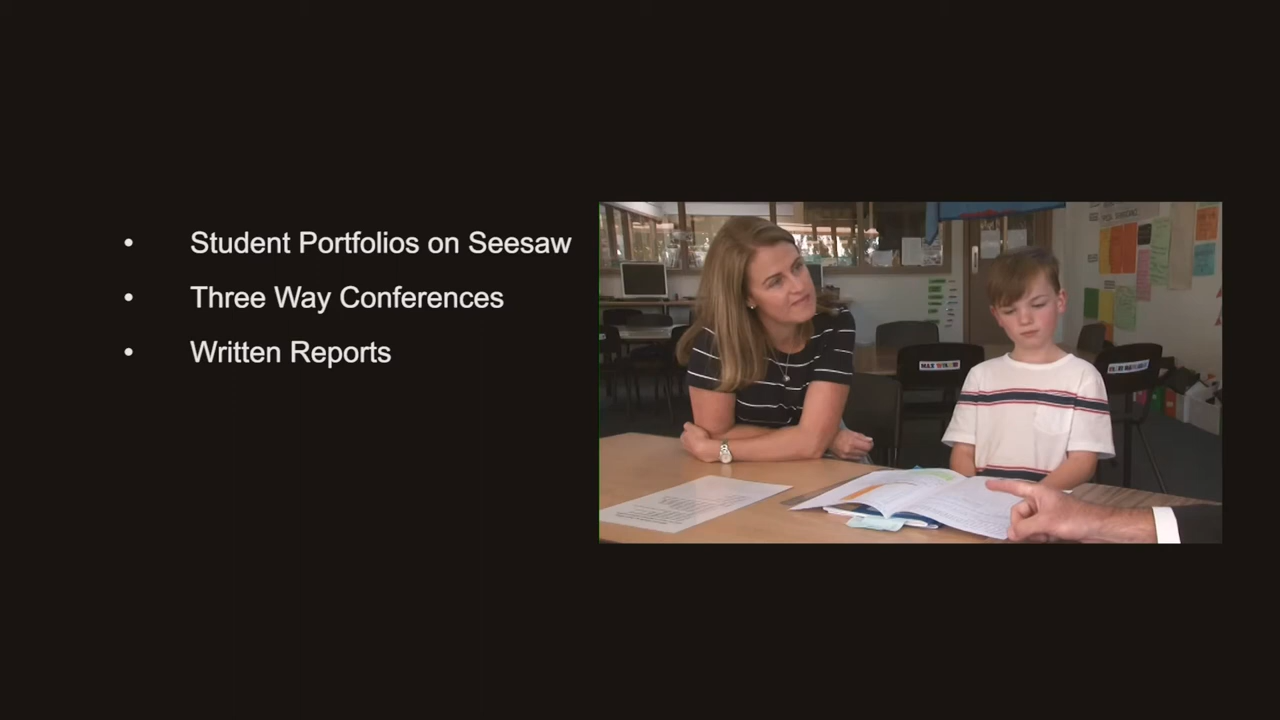 • Student Portfolios on Seesaw
• Three Way Conferences
• Written Reports